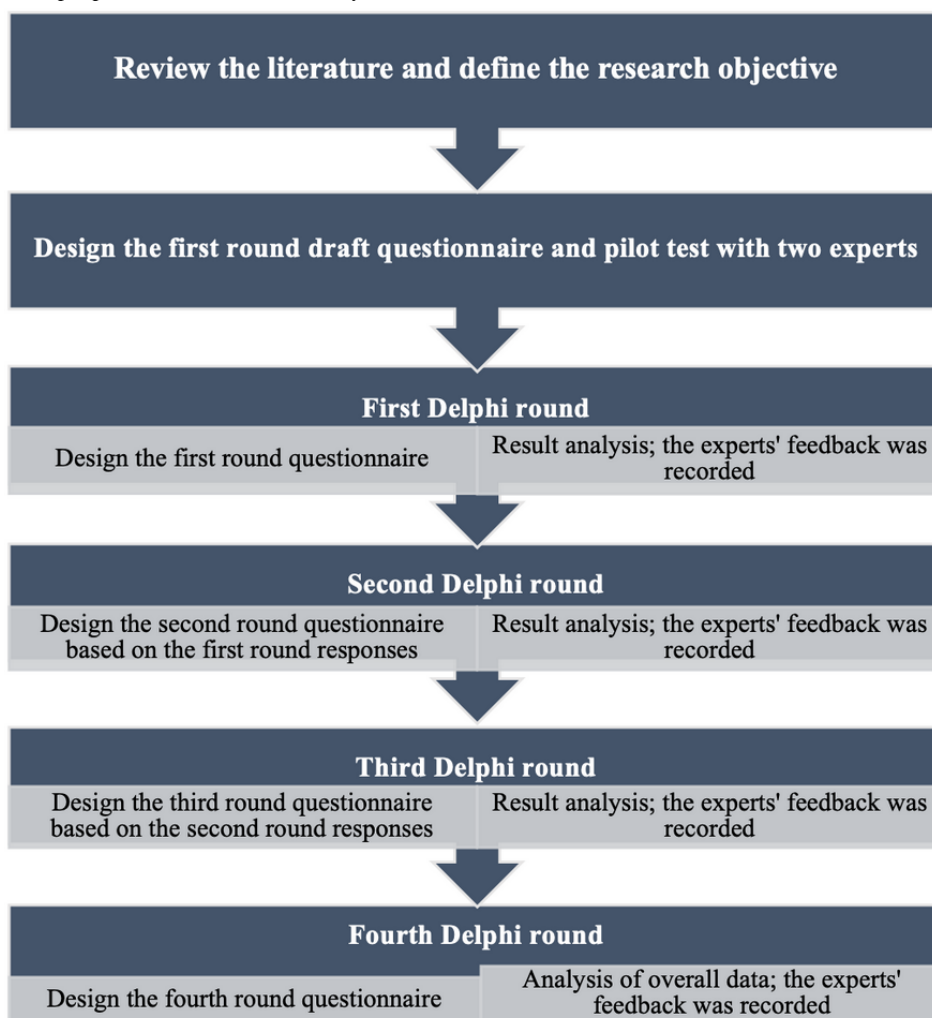 Review the literature and define the research objective
Design the first round draft questionnaire and pilot test with two experts
First Delphi round
Design the first round questionnaire
Result analysis; the experts' feedback was
recorded
Second Delphi round
Design the second round questionnaire
based on the first round responses
Result analysis; the experts' feedback was
recorded
Third Delphi round
Design the third round questionnaire
based on the second round responses
Result analysis; the experts' feedback was
recorded
Fourth Delphi round
Design the fourth round questionnaire
Analysis of overall data; the experts'
feedback was recorded